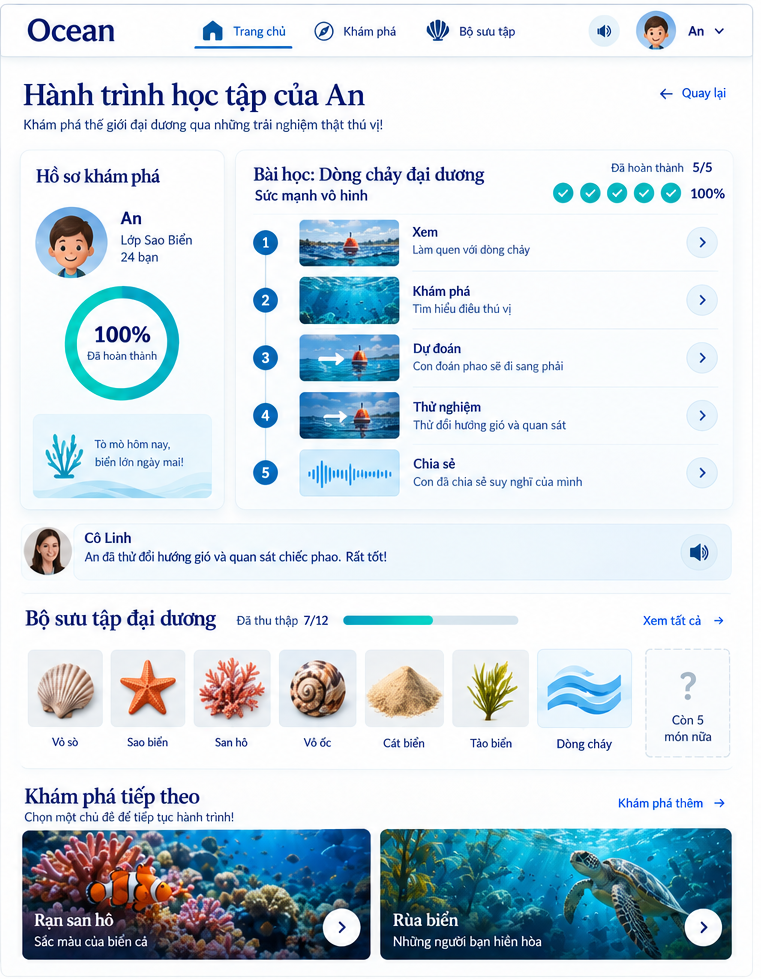 Ocean
Trang chủ
Khám phá
Bộ sưu tập
An
Hành trình học tập của An
Quay lại
Khám phá thế giới đại dương qua những trải nghiệm thật thú vị!
Hồ sơ khám phá
An
Lớp Sao Biển
24 bạn
100%
Đã hoàn thành
Tò mò hôm nay,
biển lớn ngày mai!
Bài học: Dòng chảy đại dương
Sức mạnh vô hình
Đã hoàn thành 5/5
100%
1
Xem
Làm quen với dòng chảy
2
Khám phá
Tìm hiểu điều thú vị
3
Dự đoán
Con đoán phao sẽ đi sang phải
4
Thử nghiệm
Thử đổi hướng gió và quan sát
5
Chia sẻ
Con đã chia sẻ suy nghĩ của mình
Cô Linh
An đã thử đổi hướng gió và quan sát chiếc phao. Rất tốt!
Bộ sưu tập đại dương
Đã thu thập 7/12
Xem tất cả
Vỏ sò
Sao biển
San hô
Vỏ ốc
Cát biển
Tảo biển
Dòng chảy
?
Còn 5
món nữa
Khám phá tiếp theo
Chọn một chủ đề để tiếp tục hành trình!
Khám phá thêm
Rạn san hô
Sắc màu của biển cả
Rùa biển
Những người bạn hiền hòa